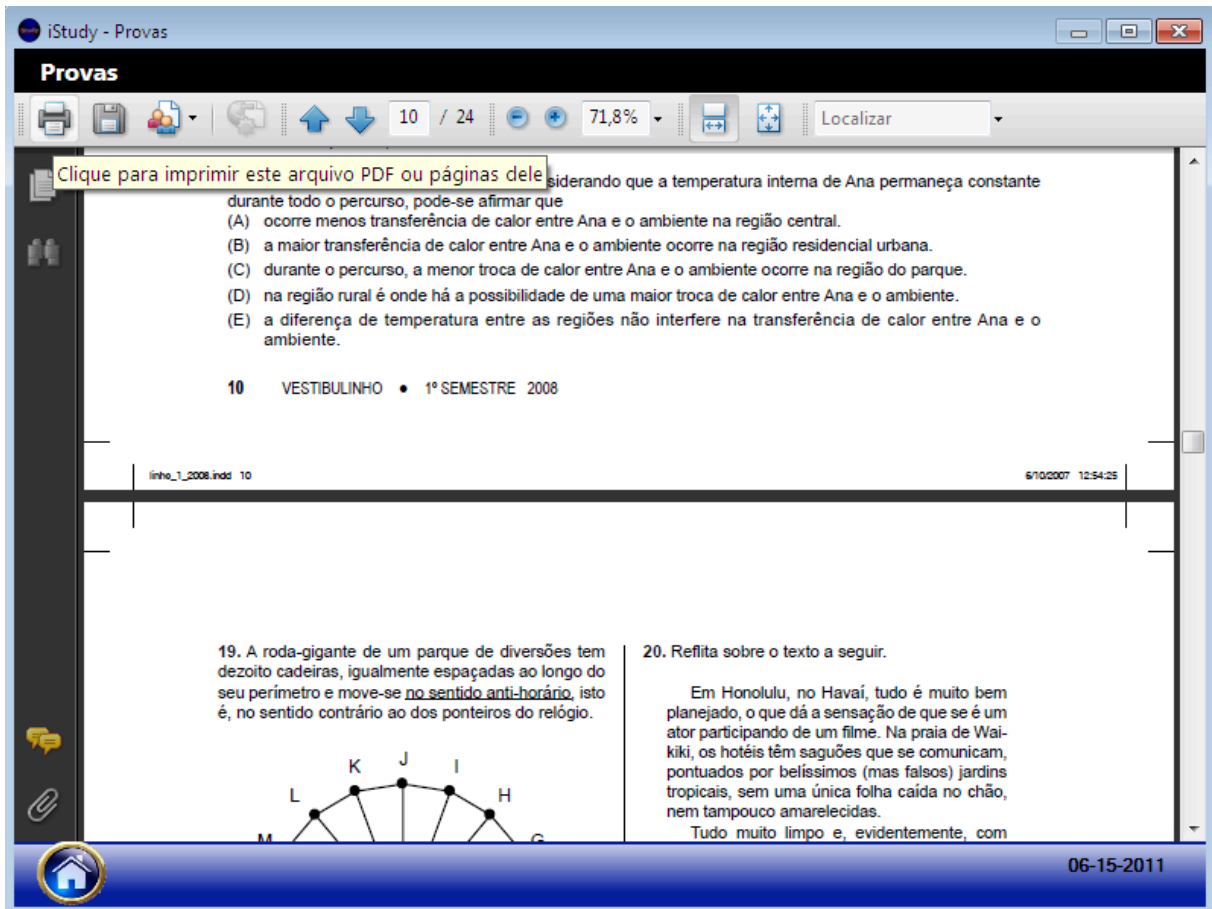 iStudy - Provas
Provas
10 / 24
71,8%
Localizar
Clique para imprimir este arquivo PDF ou páginas dele
siderando que a temperatura interna de Ana permaneça constante
durante todo o percurso, pode-se afirmar que
(A) ocorre menos transferência de calor entre Ana e o ambiente na região central.
(B) a maior transferência de calor entre Ana e o ambiente ocorre na região residencial urbana.
(C) durante o percurso, a menor troca de calor entre Ana e o ambiente ocorre na região do parque.
(D) na região rural é onde há a possibilidade de uma maior troca de calor entre Ana e o ambiente.
(E) a diferença de temperatura entre as regiões não interfere na transferência de calor entre Ana e o
ambiente.
10 VESTIBULINHO • 1º SEMESTRE 2008
linho_1_2008.indd 10
6/10/2007 12:54:25
19. A roda-gigante de um parque de diversões tem
dezoito cadeiras, igualmente espaçadas ao longo do
seu perímetro e move-se no sentido anti-horário, isto
é, no sentido contrário ao dos ponteiros do relógio.
K J I
L H
M G
20. Reflita sobre o texto a seguir.
Em Honolulu, no Havaí, tudo é muito bem
planejado, o que dá a sensação de que se é um
ator participando de um filme. Na praia de Wai-
kiki, os hotéis têm saguões que se comunicam,
pontuados por belíssimos (mas falsos) jardins
tropicais, sem uma única folha caída no chão,
nem tampouco amarelecidas.
Tudo muito limpo e, evidentemente, com
06-15-2011